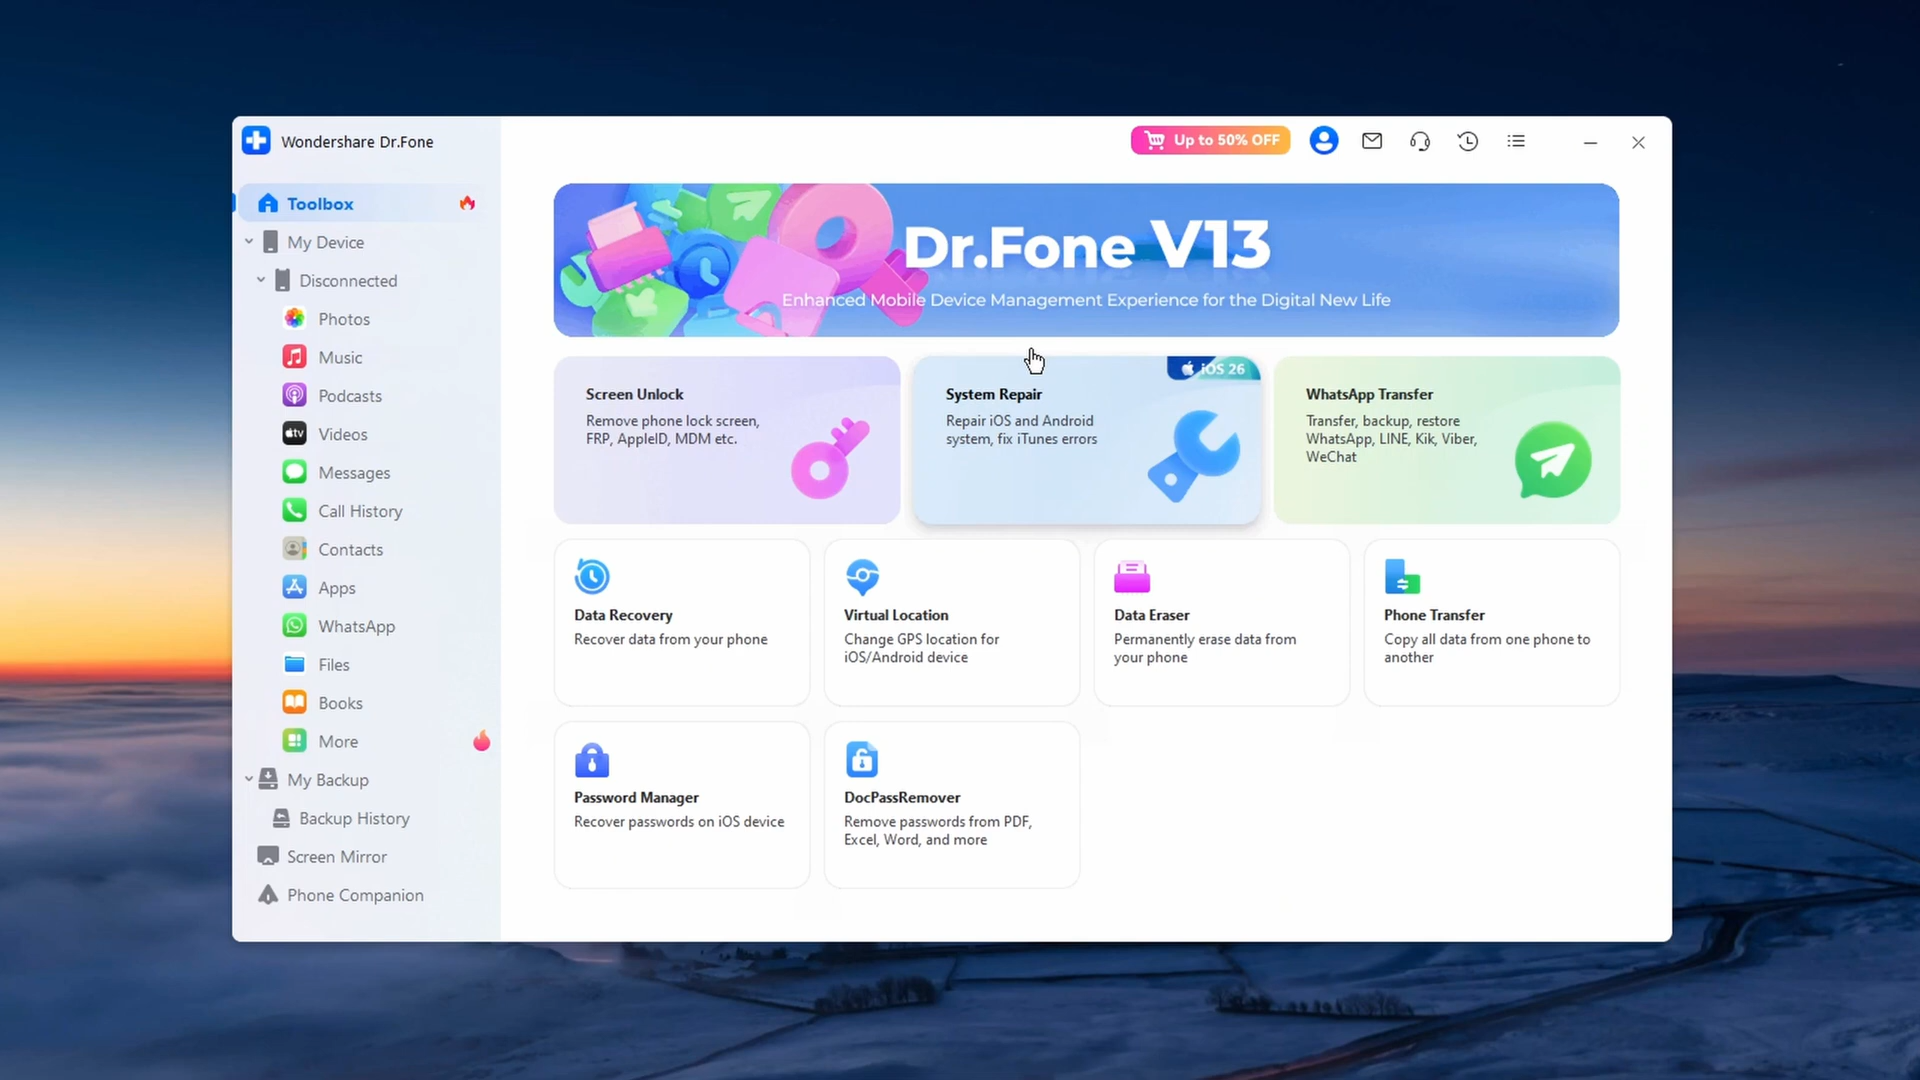 Wondershare Dr.Fone
Up to 50% OFF
Toolbox
My Device
Disconnected
Photos
Music
Podcasts
tv
Videos
Messages
Call History
Contacts
Apps
WhatsApp
Files
Books
More
My Backup
Backup History
Screen Mirror
Phone Companion
Dr.Fone V13
Enhanced Mobile Device Management Experience for the Digital New Life
Screen Unlock
Remove phone lock screen,
FRP, AppleID, MDM etc.
iOS 26
System Repair
Repair iOS and Android
system, fix iTunes errors
WhatsApp Transfer
Transfer, backup, restore
WhatsApp, LINE, Kik, Viber,
WeChat
Data Recovery
Recover data from your phone
Virtual Location
Change GPS location for
iOS/Android device
Data Eraser
Permanently erase data from
your phone
Phone Transfer
Copy all data from one phone to
another
Password Manager
Recover passwords on iOS device
DocPassRemover
Remove passwords from PDF,
Excel, Word, and more